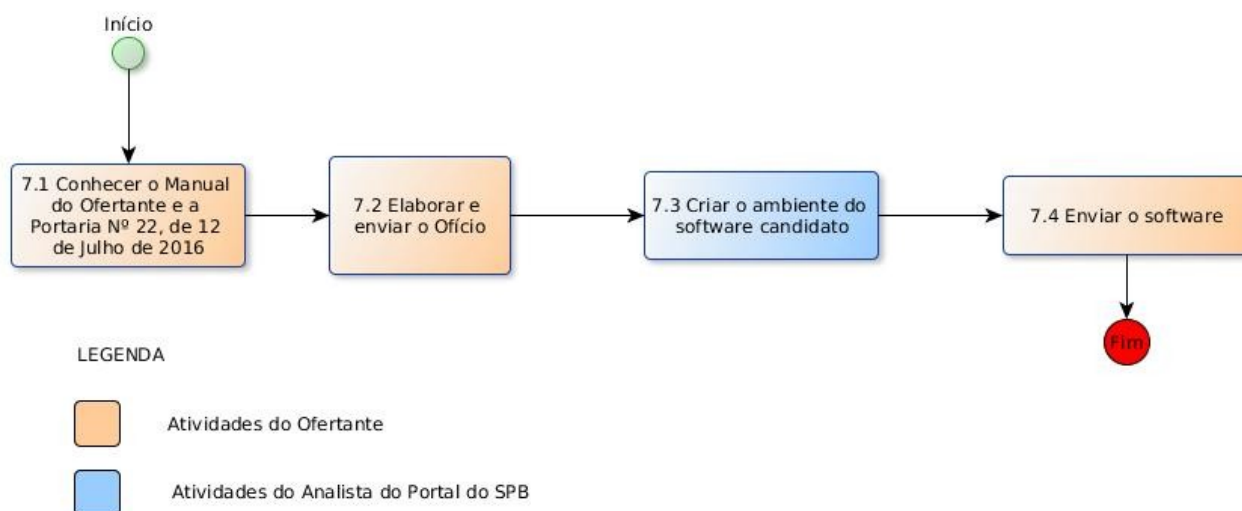 Início
7.1 Conhecer o Manual
do Ofertante e a
Portaria Nº 22, de 12
de Julho de 2016
7.2 Elaborar e
enviar o Ofício
7.3 Criar o ambiente do
software candidato
7.4 Enviar o software
Fim
LEGENDA
Atividades do Ofertante
Atividades do Analista do Portal do SPB